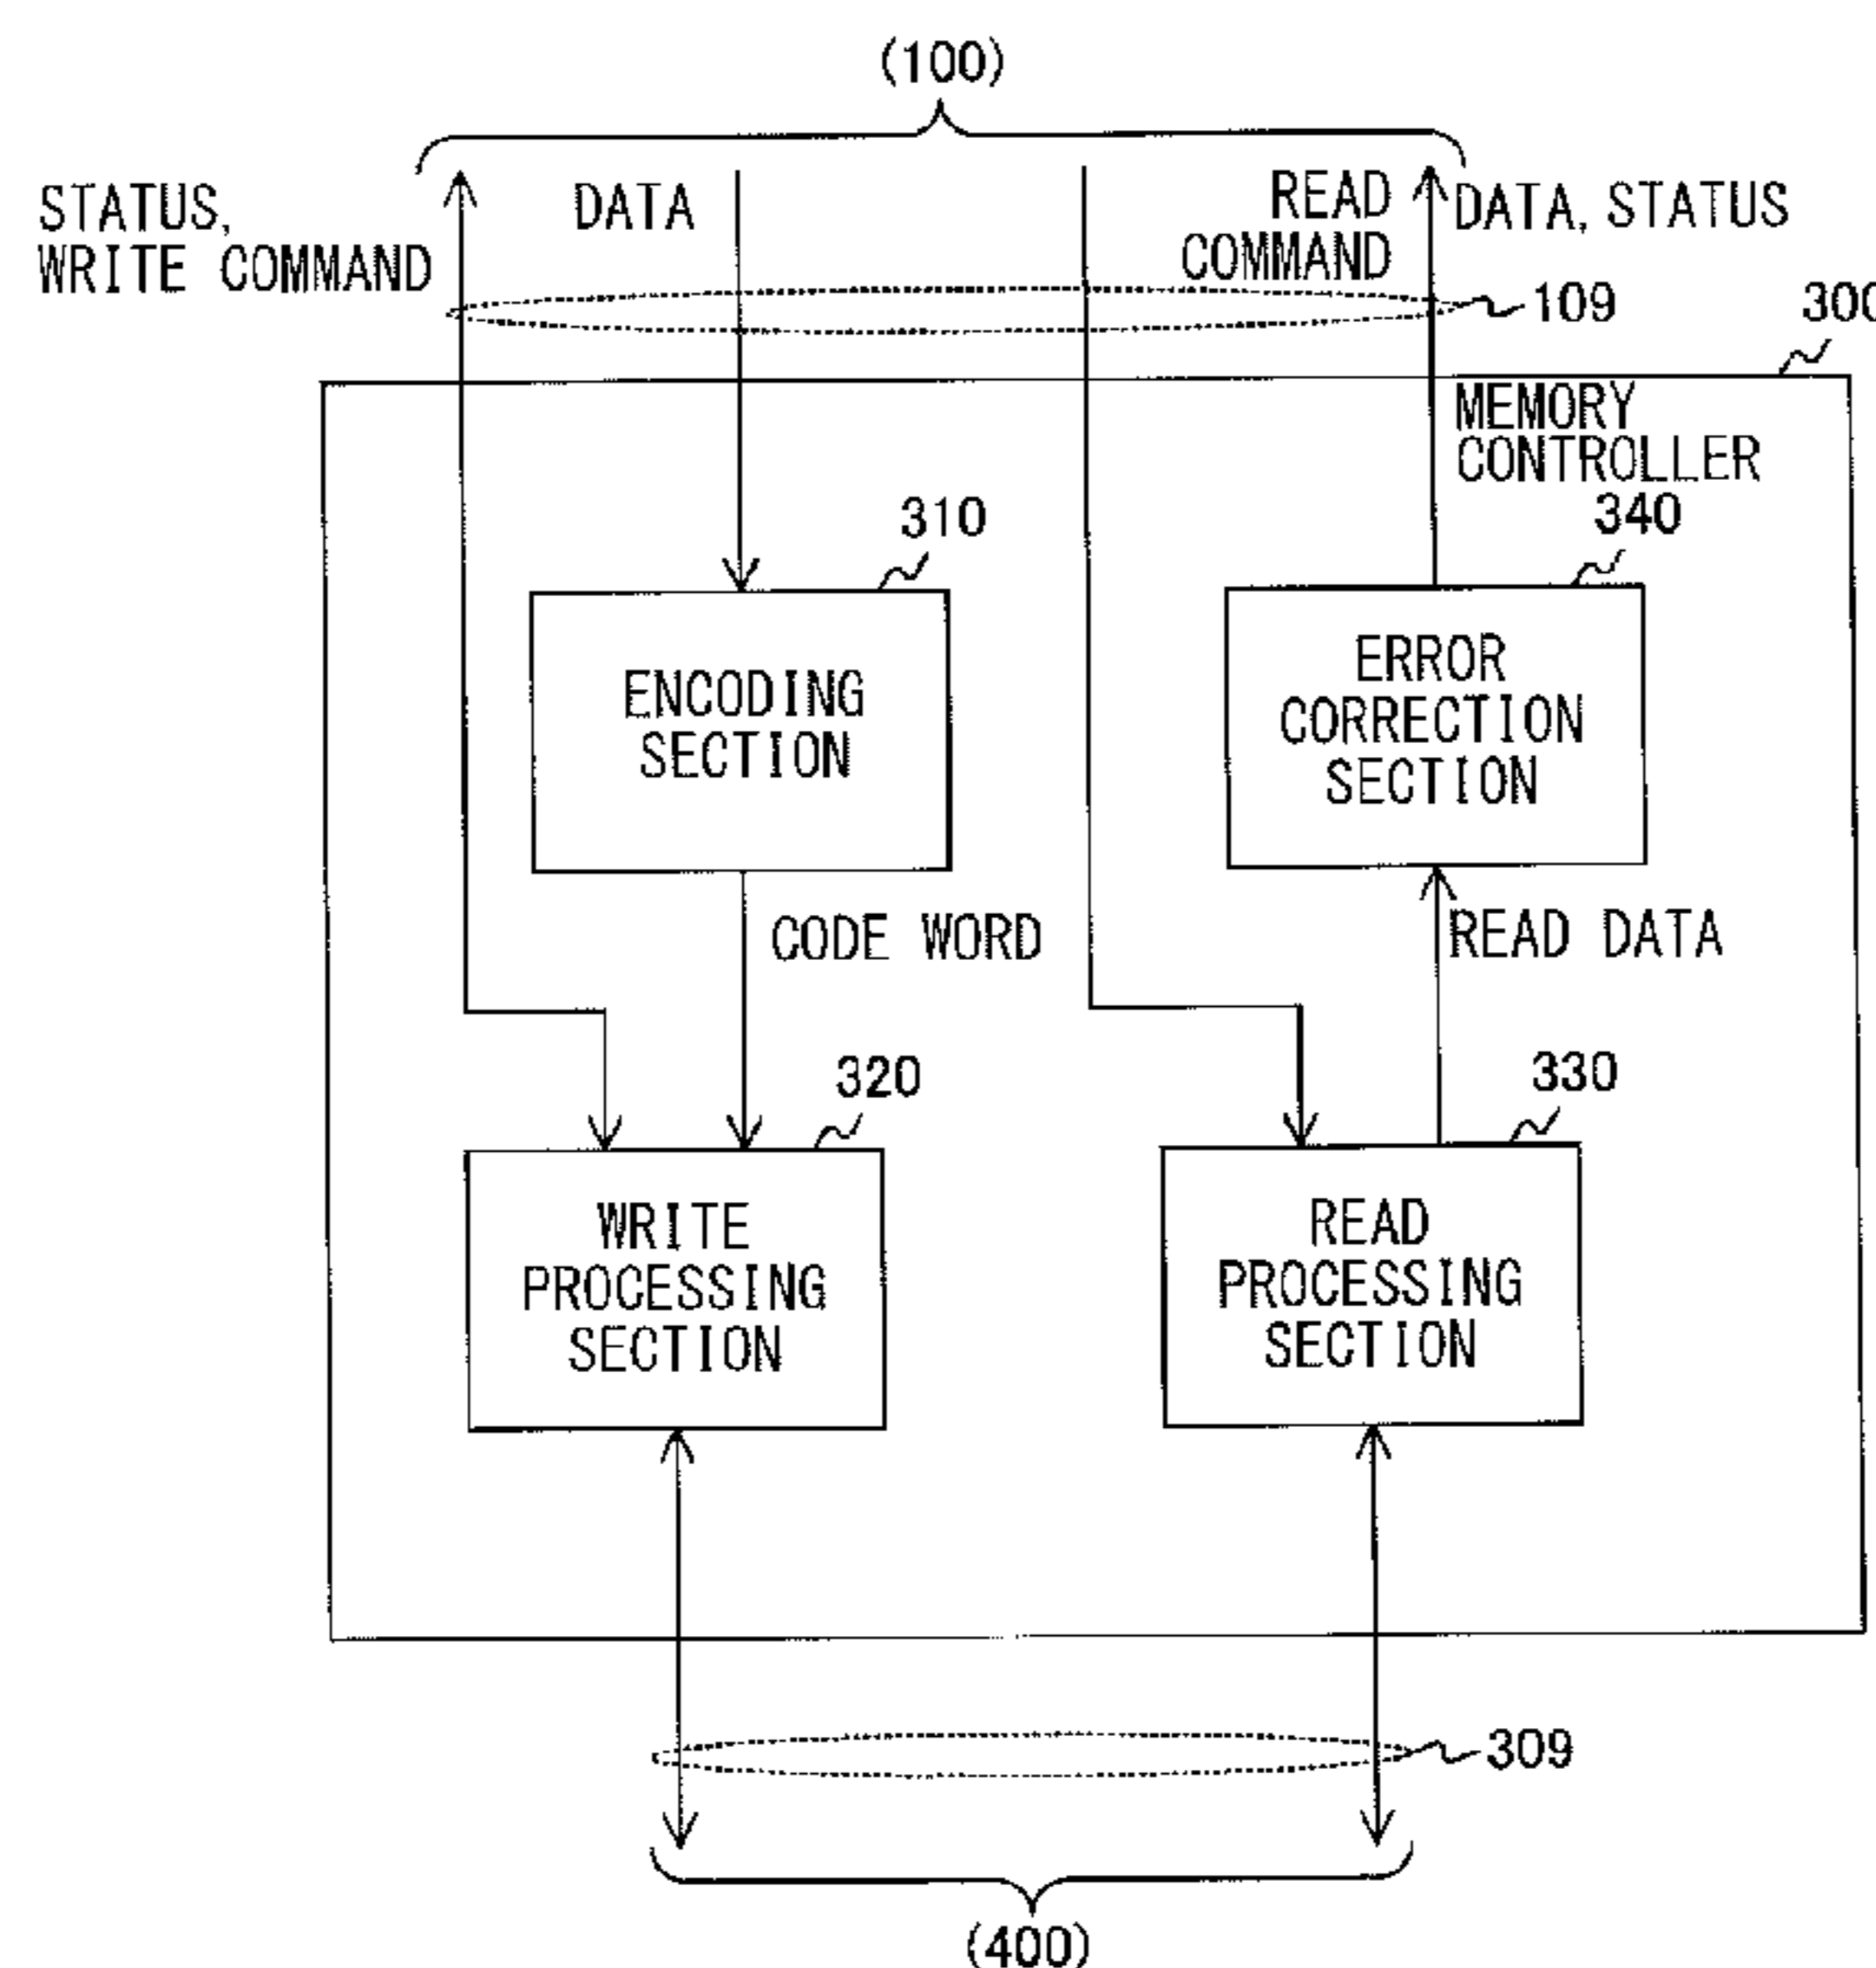 (100)
STATUS,
WRITE COMMAND
DATA
READ
COMMAND
DATA, STATUS
109
300
MEMORY
CONTROLLER
310
340
ENCODING
SECTION
ERROR
CORRECTION
SECTION
CODE WORD
READ DATA
320
330
WRITE
PROCESSING
SECTION
READ
PROCESSING
SECTION
309
(400)